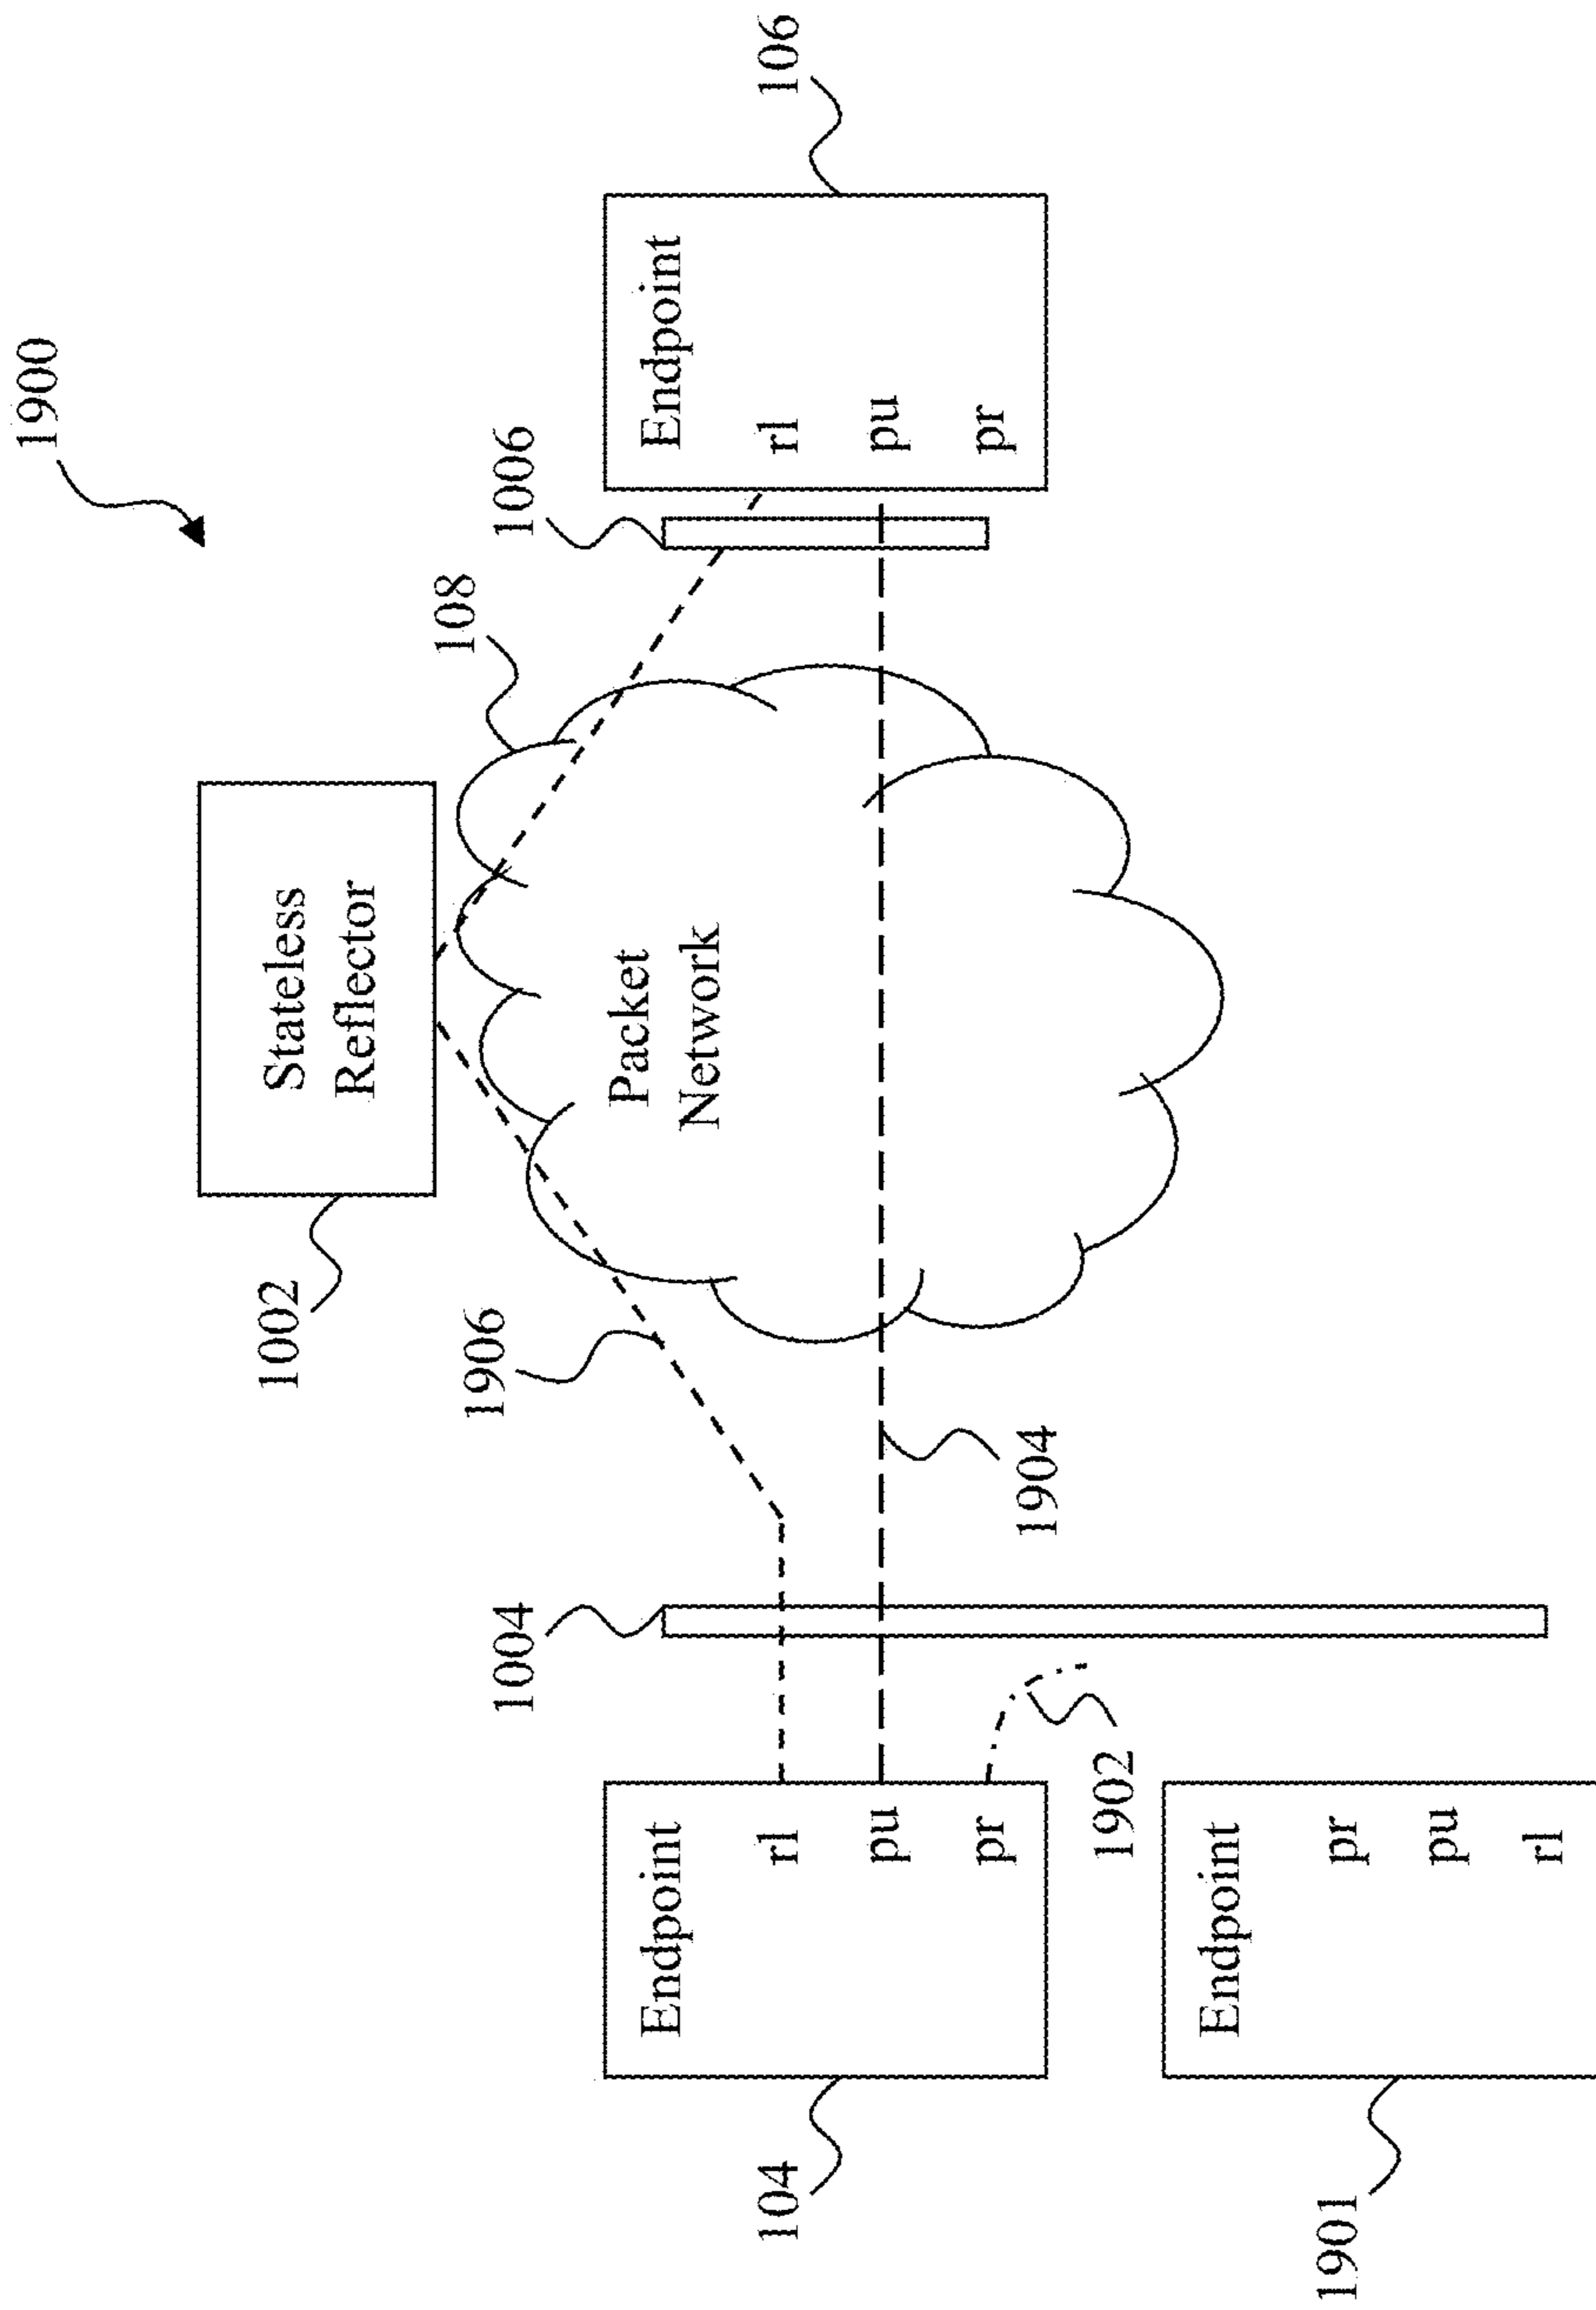 1900
Stateless
Reflector
1002
108
1906
1004
1006
Packet
Network
Endpoint
rl
pu
pr
104
Endpoint
rl
pu
pr
106
1904
1902
Endpoint
pr
pu
rl
1901